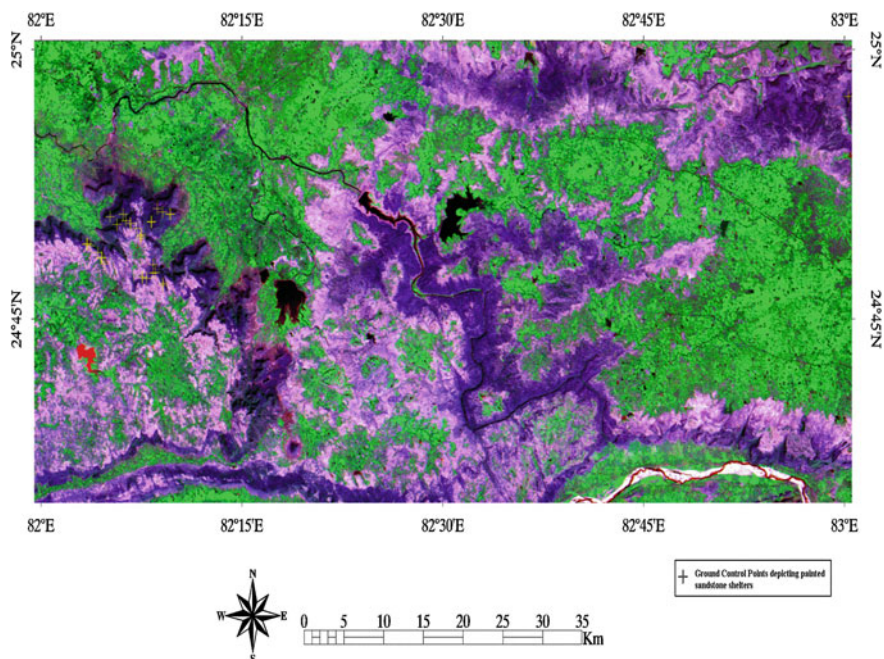 82°E 82°15'E 82°30'E 82°45'E 83°E
25°N 25°N
24°45'N 24°45'N
82°E 82°15'E 82°30'E 82°45'E 83°E
Ground Control Points depicting painted
sandstone shelters
N
W E
S
0 5 10 15 20 25 30 35
Km